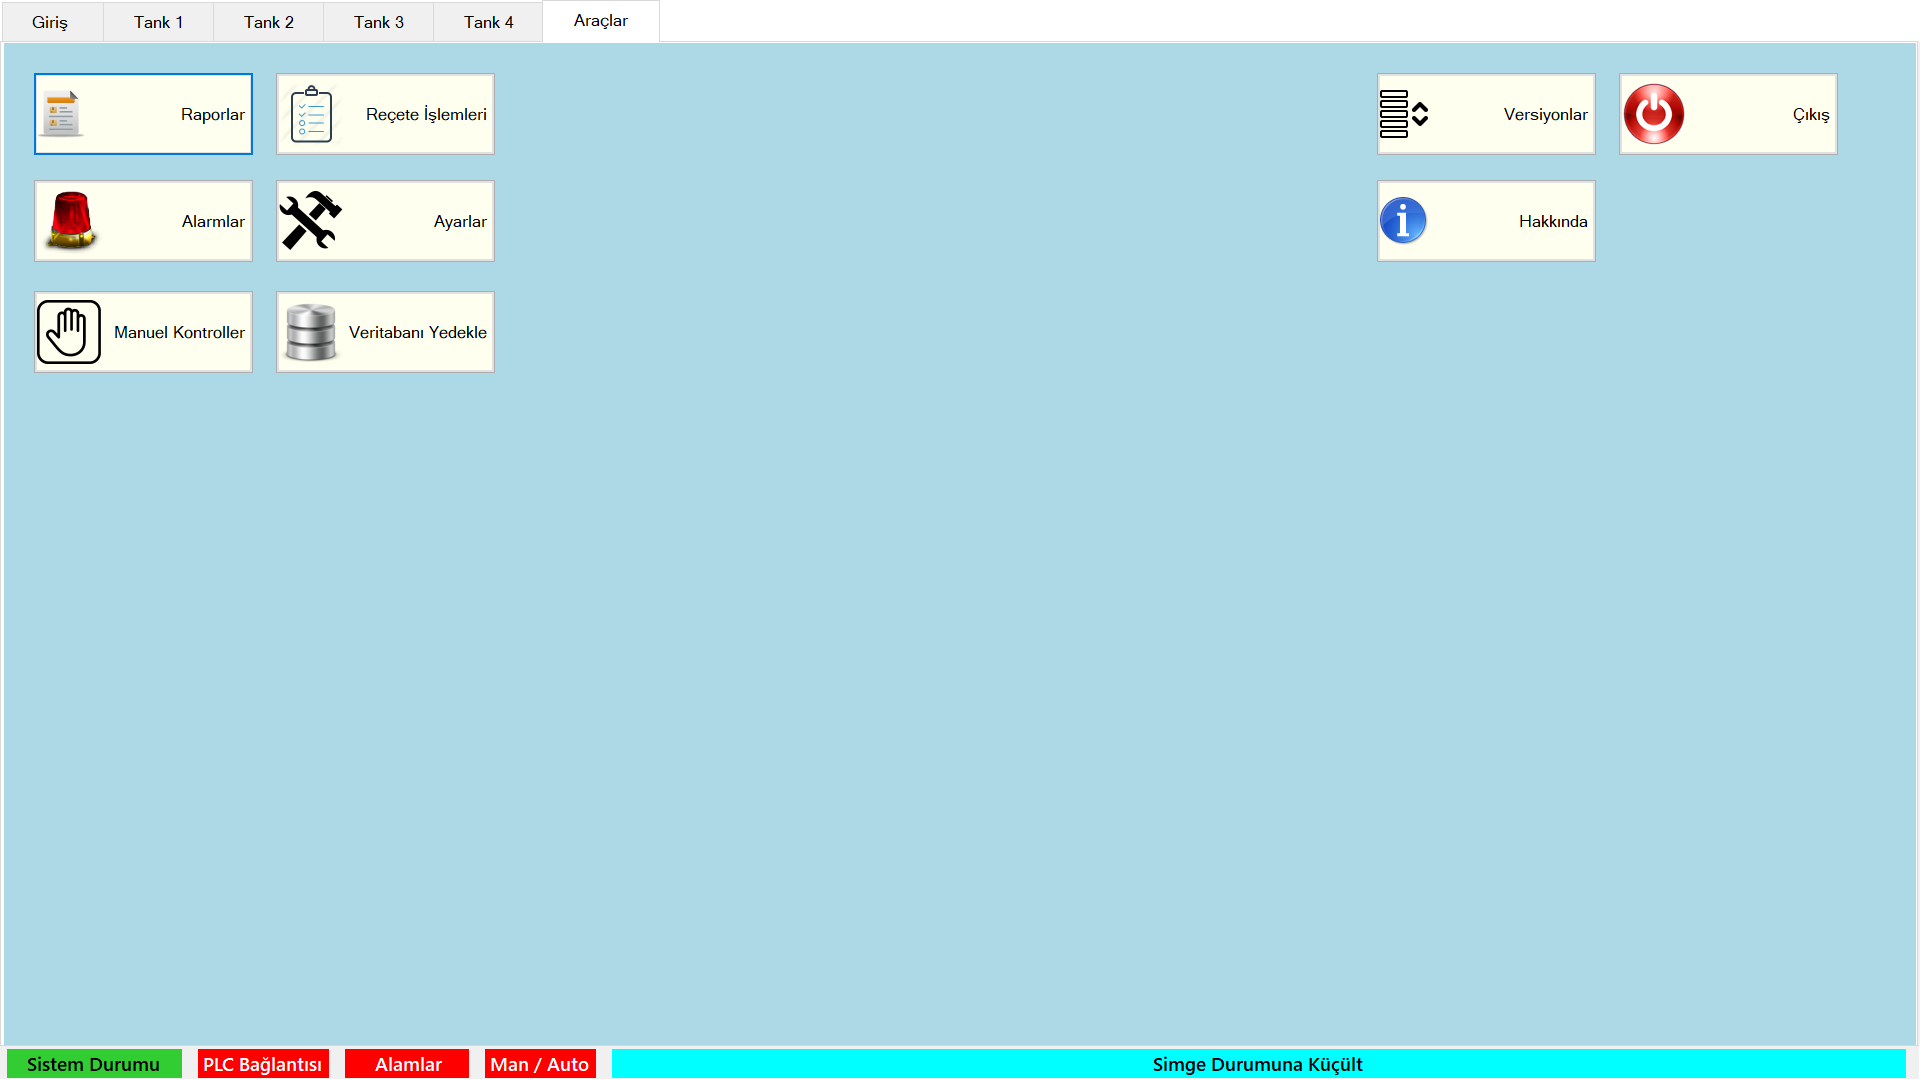 Giriş
Tank 1
Tank 2
Tank 3
Tank 4
Araçlar
Raporlar
Reçete İşlemleri
Versiyonlar
Çıkış
Alarmlar
Ayarlar
Hakkında
Manuel Kontroller
Veritabanı Yedekle
Sistem Durumu
PLC Bağlantısı
Alamlar
Man / Auto
Simge Durumuna Küçült